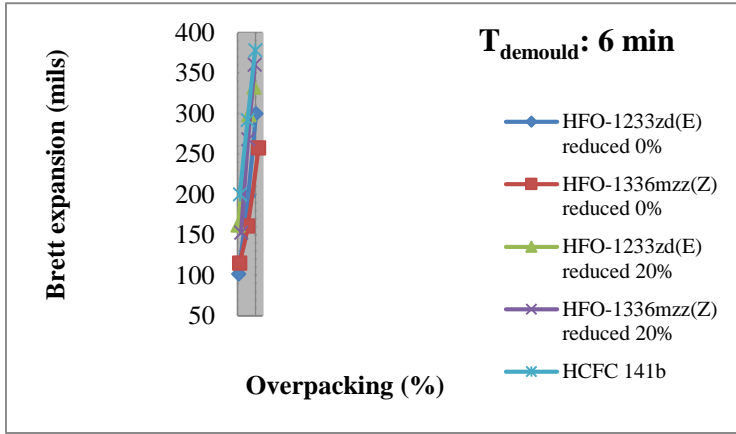 T demould: 6 min
Brett expansion (mils)
400
350
300
250
200
150
100
50
Overpacking (%)
HFO-1233zd(E)
reduced 0%
HFO-1336mzz(Z)
reduced 0%
HFO-1233zd(E)
reduced 20%
HFO-1336mzz(Z)
reduced 20%
HCFC 141b